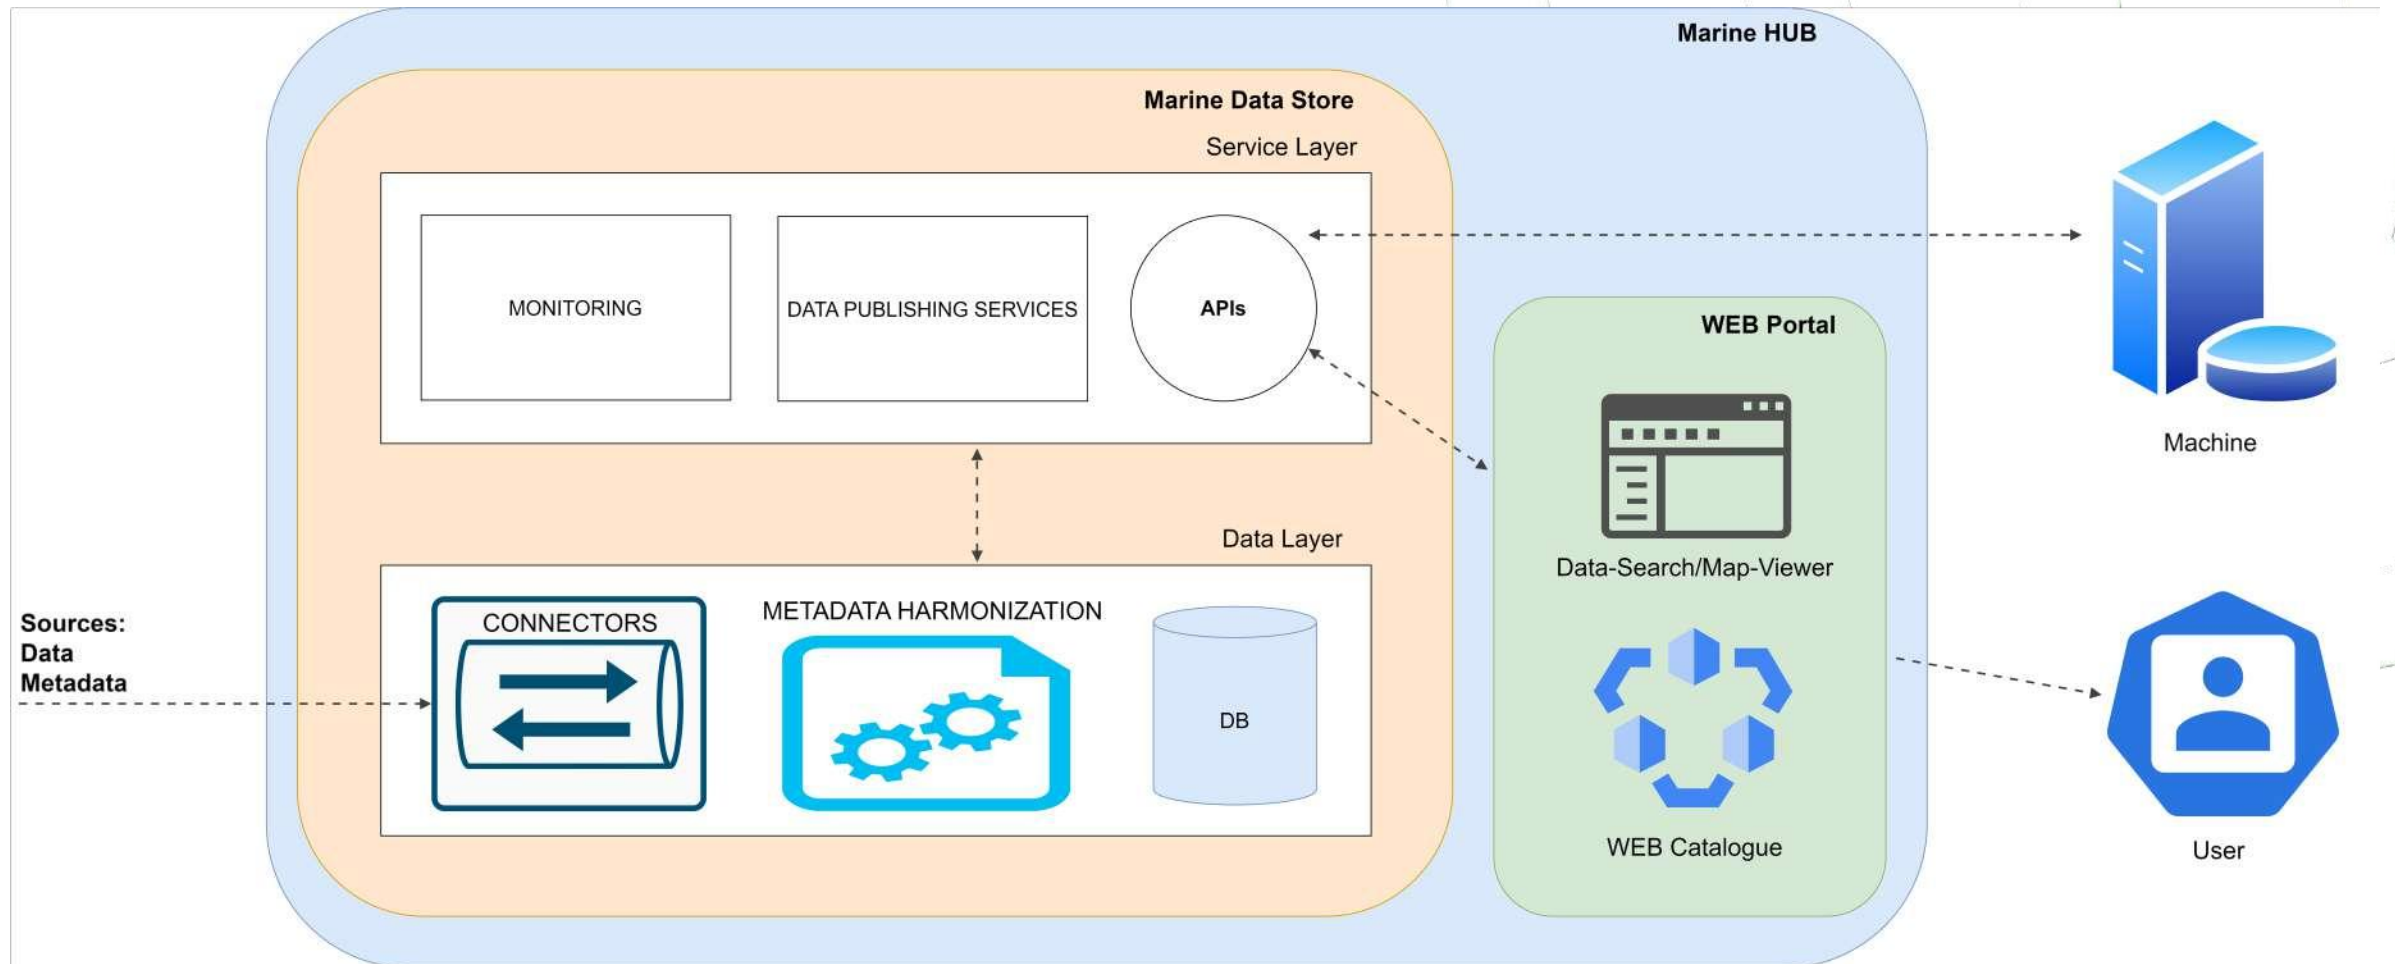 Marine HUB
Marine Data Store
Service Layer
MONITORING
DATA PUBLISHING SERVICES
APIs
WEB Portal
Machine
Data Layer
Data-Search/Map-Viewer
Sources:
Data
Metadata
CONNECTORS
METADATA HARMONIZATION
DB
WEB Catalogue
User